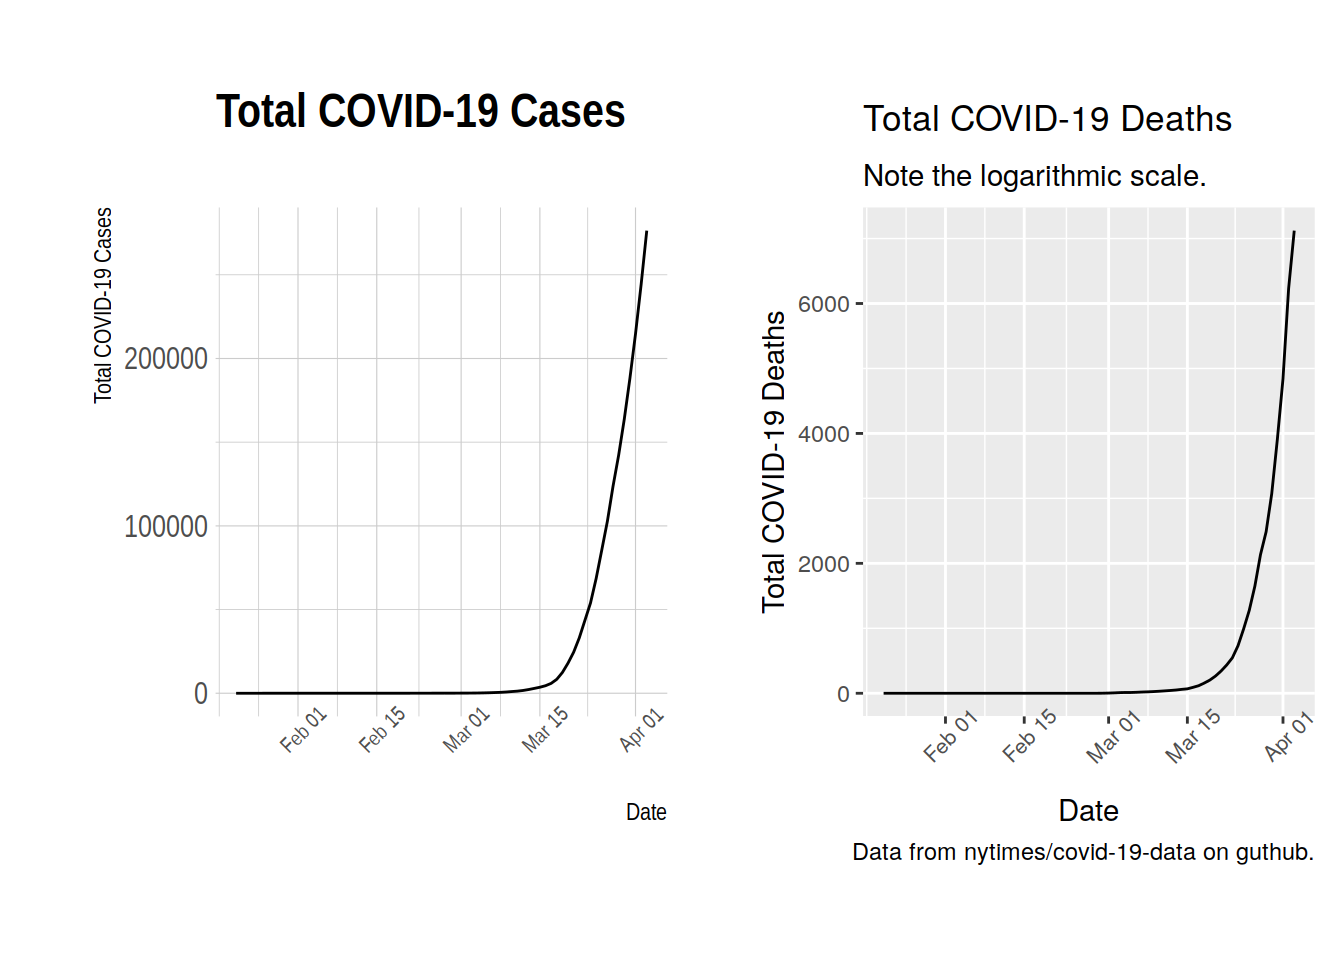 Total COVID-19 Cases
Total COVID-19 Cases
200000
100000
0
Feb 01
Feb 15
Mar 01
Mar 15
Apr 01
Date
Total COVID-19 Deaths
Note the logarithmic scale.
Total COVID-19 Deaths
6000
4000
2000
0
Feb 01
Feb 15
Mar 01
Mar 15
Apr 01
Date
Data from nytimes/covid-19-data on guthub.